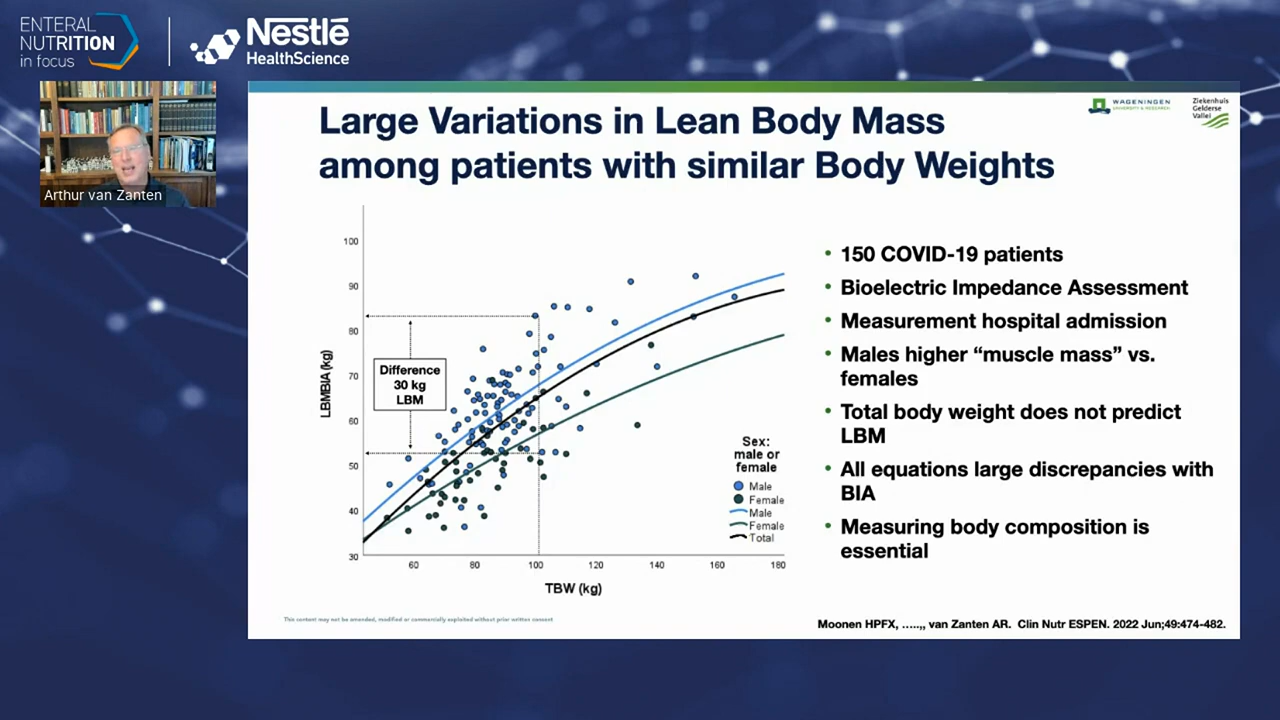 ENTERAL
NUTRITION
in focus
Nestlé
HealthScience
Arthur van Zanten
Large Variations in Lean Body Mass
among patients with similar Body Weights
WAGENINGEN
UNIVERSITY & RESEARCH
Ziekenhuis
Gelderse
Vallei
LBMBIA (kg)
100
90
80
70
60
50
40
30
Difference
30 kg
LBM
60
80
100
120
140
160
180
TBW (kg)
Sex:
male or
female
Male
Female
Male
Female
Total
• 150 COVID-19 patients
• Bioelectric Impedance Assessment
• Measurement hospital admission
• Males higher “muscle mass” vs.
females
• Total body weight does not predict
LBM
• All equations large discrepancies with
BIA
• Measuring body composition is
essential
This content may not be amended, modified or commercially exploited without prior written consent
Moonen HPFX, …..,, van Zanten AR. Clin Nutr ESPEN. 2022 Jun;49:474-482.